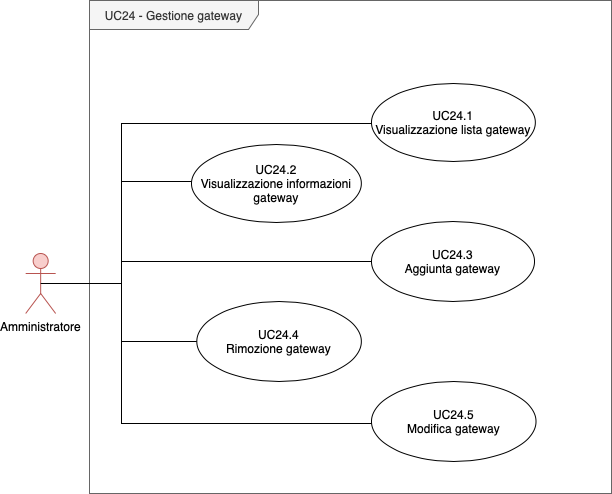 UC24 - Gestione gateway
UC24.1
Visualizzazione lista gateway
UC24.2
Visualizzazione informazioni
gateway
UC24.3
Aggiunta gateway
Amministratore
UC24.4
Rimozione gateway
UC24.5
Modifica gateway